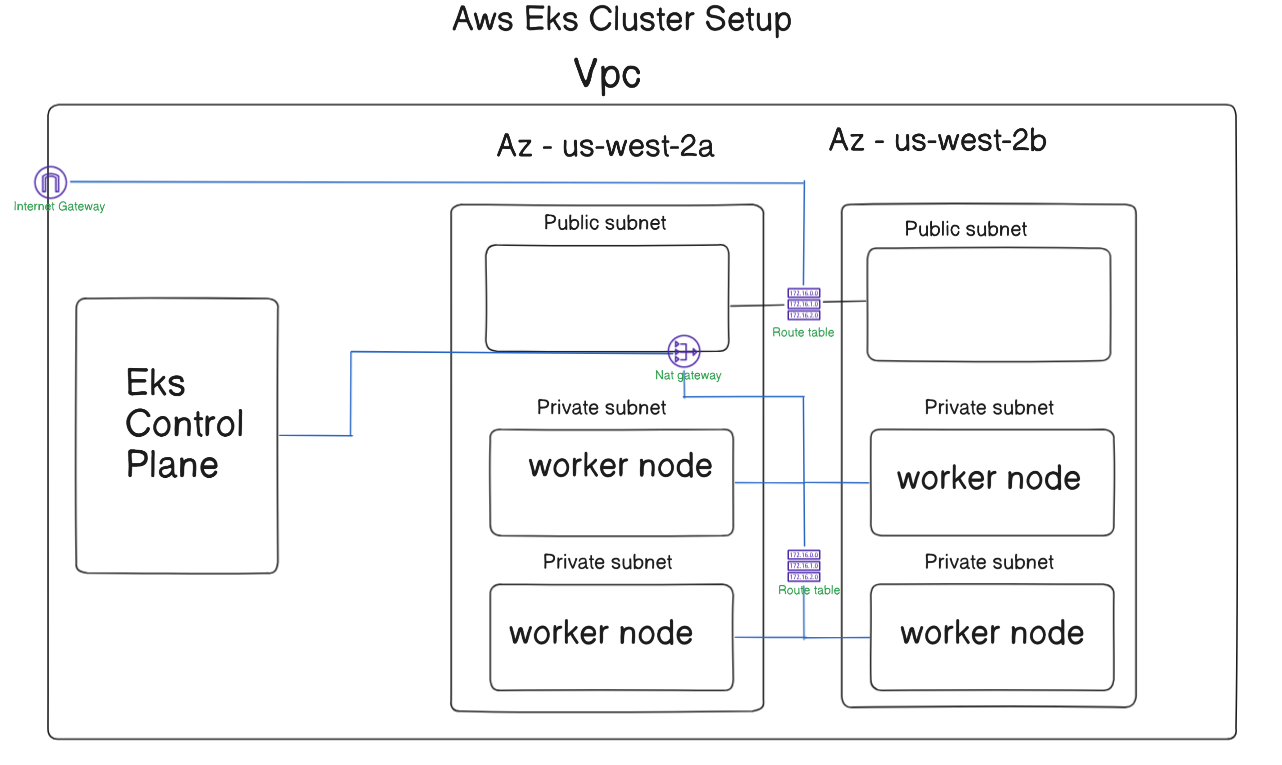 Aws Eks Cluster Setup
Vpc
Az - us-west-2a
Az - us-west-2b
Internet Gateway
Public subnet
Public subnet
172.16.0.0
172.16.1.0
172.16.2.0
Route table
Eks
Control
Plane
Nat gateway
Private subnet
Private subnet
worker node
worker node
Private subnet
Private subnet
172.16.0.0
172.16.1.0
172.16.2.0
Route table
worker node
worker node